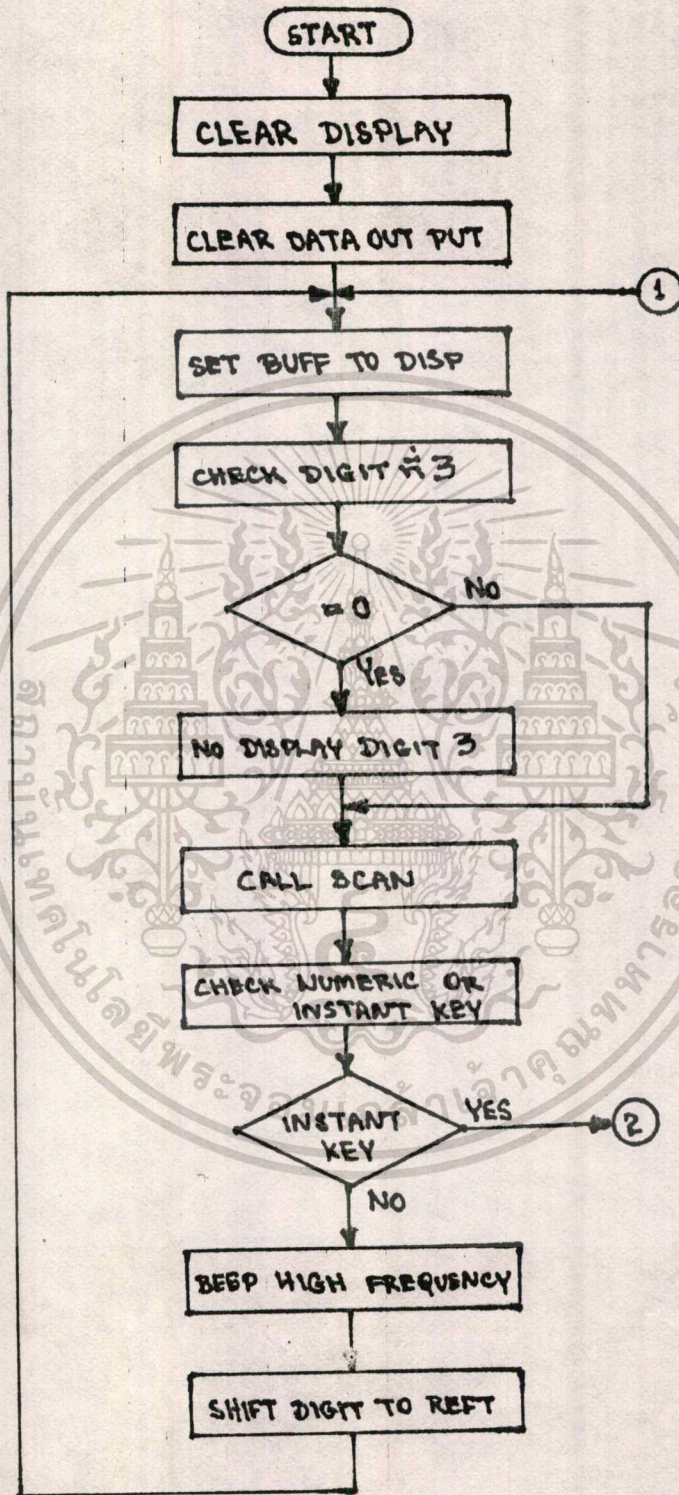 START
CLEAR DISPLAY
CLEAR DATA OUT PUT
1
SET BUFF TO DISP
CHECK DIGIT ที่ 3
= 0
NO
YES
NO DISPLAY DIGIT 3
CALL SCAN
CHECK NUMERIC OR
INSTANT KEY
INSTANT
KEY
YES
2
NO
BEEP HIGH FREQUENCY
SHIFT DIGIT TO REFT